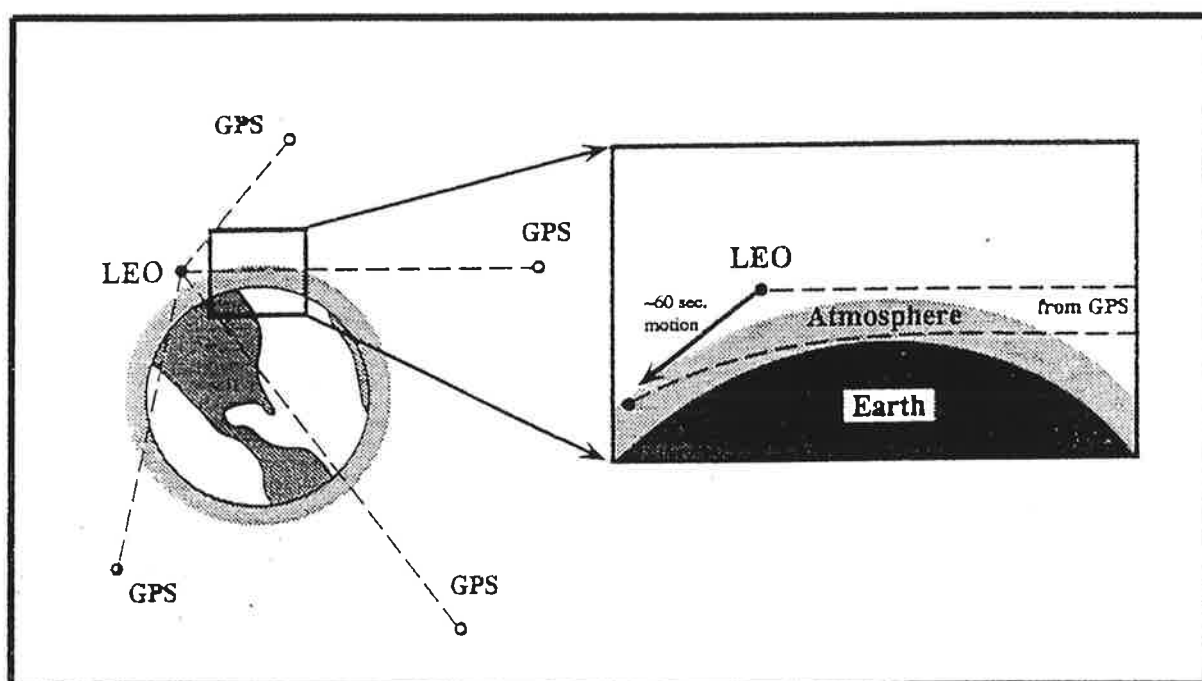 GPS
GPS
LEO
GPS
GPS
LEO
~60 sec.
motion
from GPS
Atmosphere
Earth